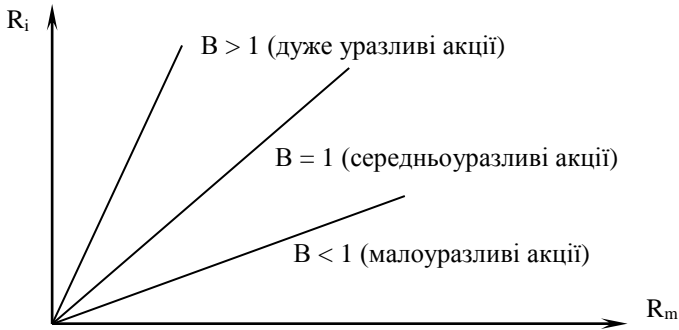 Ri
В > 1 (дуже уразливі акції)
В = 1 (середньоуразливі акції)
В < 1 (малоуразливі акції)
Rm